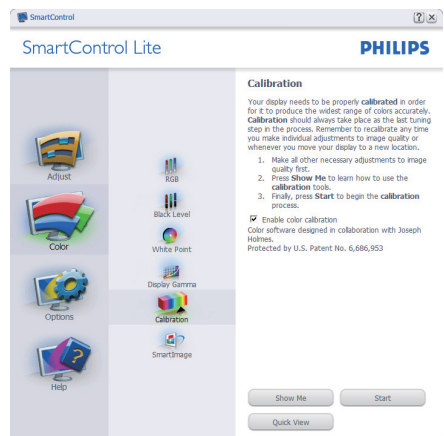 SmartControl
SmartControl Lite
PHILIPS
Adjust
Color
Options
Help
RGB
Black Level
White Point
Display Gamma
Calibration
SmartImage
Calibration
Your display needs to be properly calibrated in order
for it to produce the widest range of colors accurately.
Calibration should always take place as the last tuning
step in the process. Remember to recalibrate any time
you make individual adjustments to image quality or
whenever you move your display to a new location.
1. Make all other necessary adjustments to image
quality first.
2. Press Show Me to learn how to use the
calibration tools.
3. Finally, press Start to begin the calibration
process.
Enable color calibration
Color software designed in collaboration with Joseph
Holmes.
Protected by U.S. Patent No. 6,686,953
Show Me
Start
Quick View